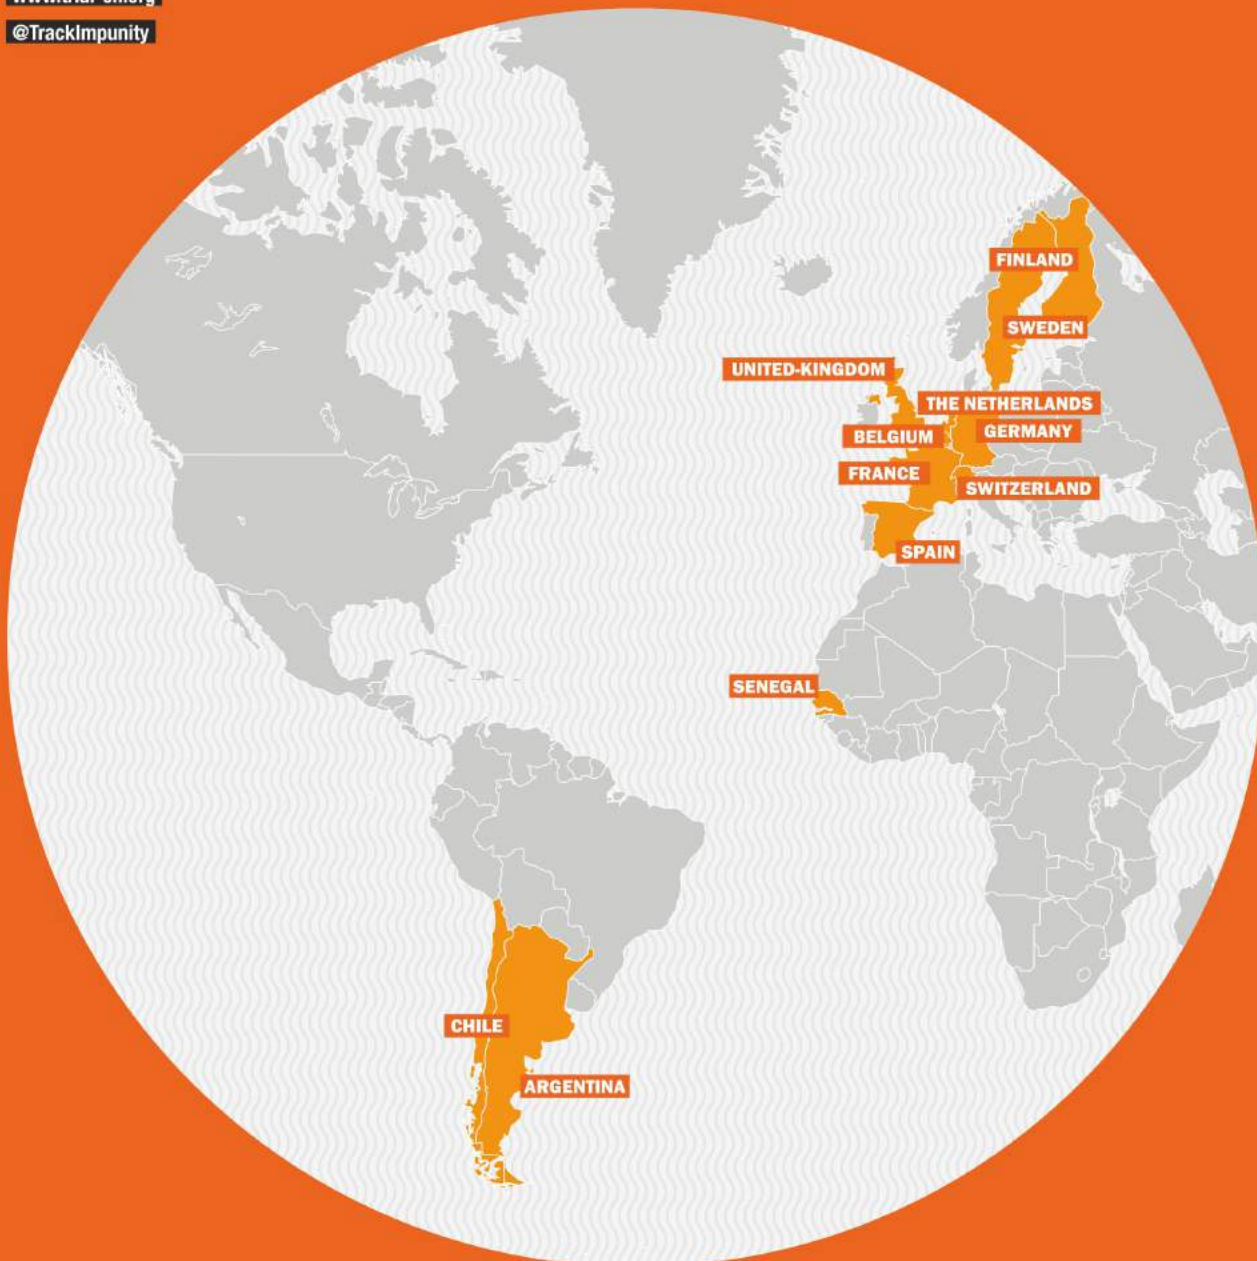 @TrackImpunity
FINLAND
SWEDEN
UNITED-KINGDOM
THE NETHERLANDS
BELGIUM
GERMANY
FRANCE
SWITZERLAND
SPAIN
SENEGAL
CHILE
ARGENTINA